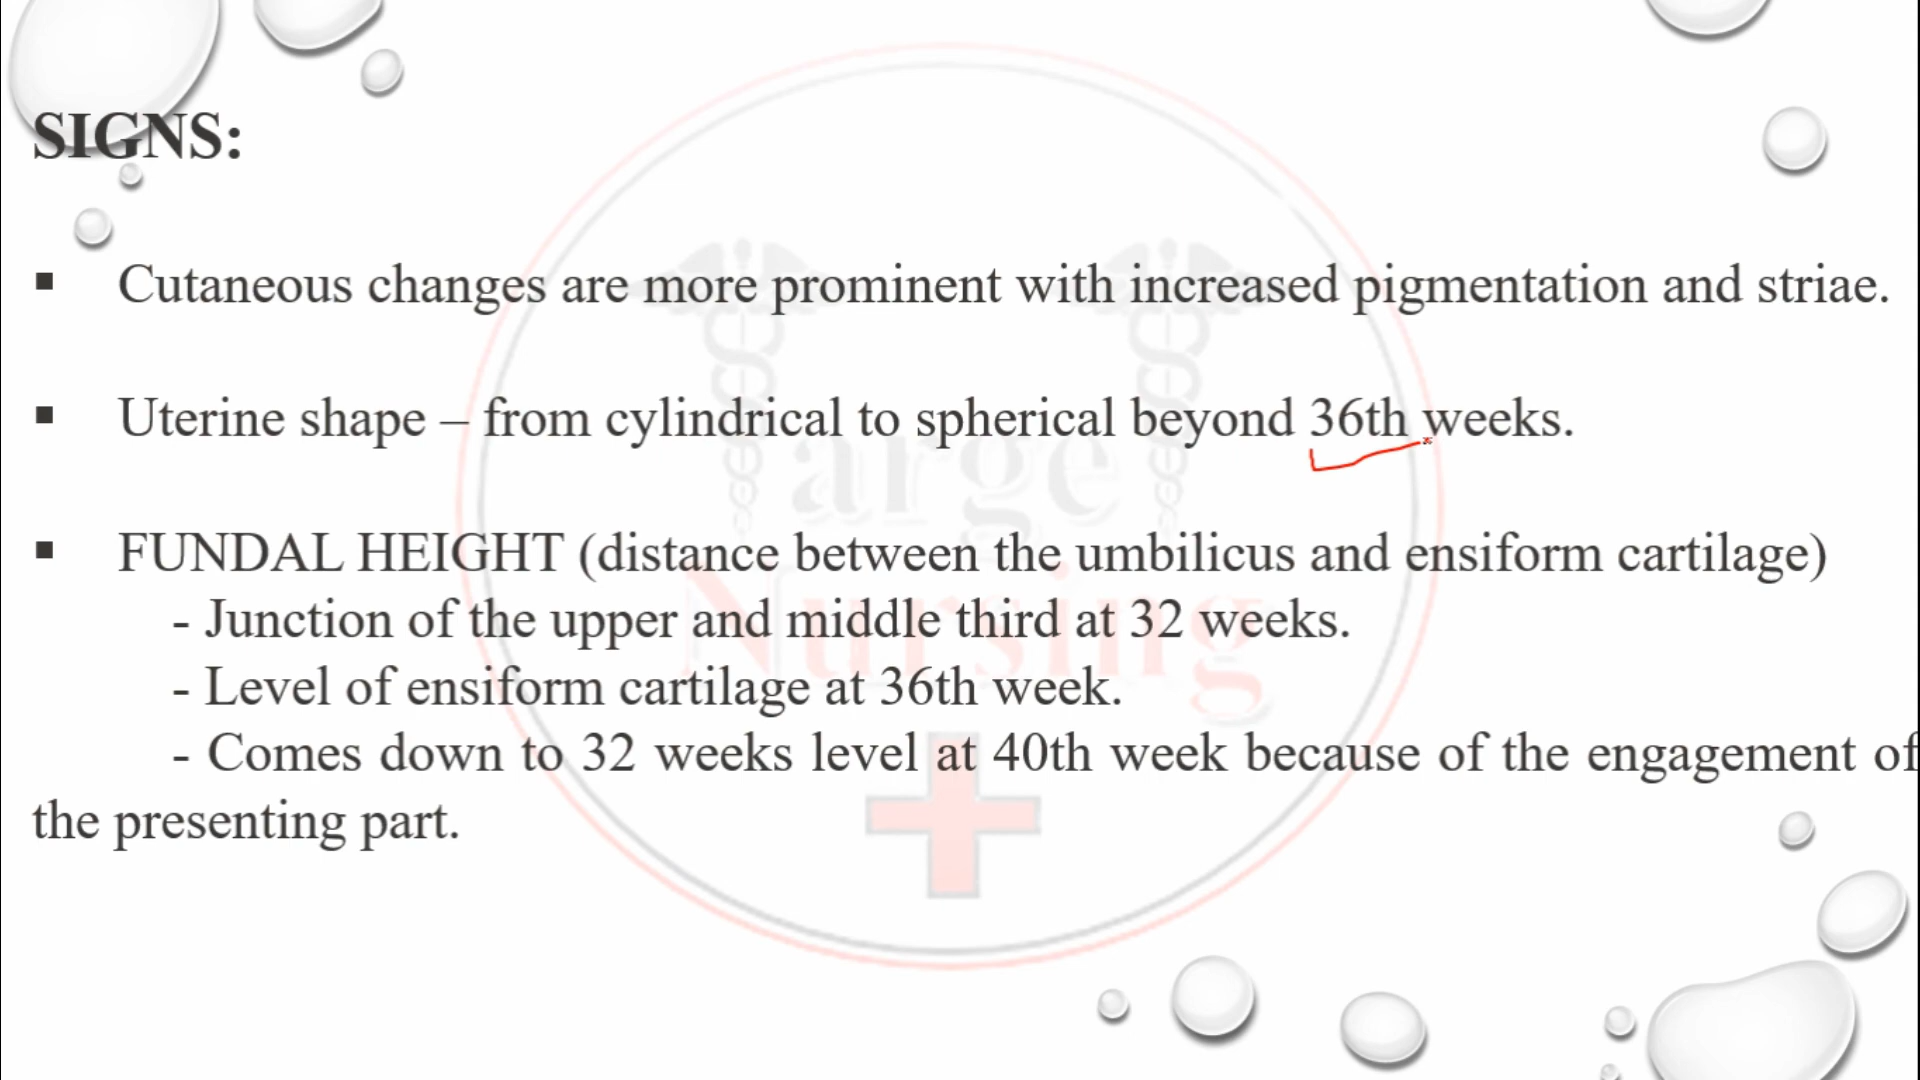 SIGNS:
▪ Cutaneous changes are more prominent with increased pigmentation and striae.
▪ Uterine shape – from cylindrical to spherical beyond 36th weeks.
▪ FUNDAL HEIGHT (distance between the umbilicus and ensiform cartilage)
- Junction of the upper and middle third at 32 weeks.
- Level of ensiform cartilage at 36th week.
- Comes down to 32 weeks level at 40th week because of the engagement of
the presenting part.
arge
Nursing